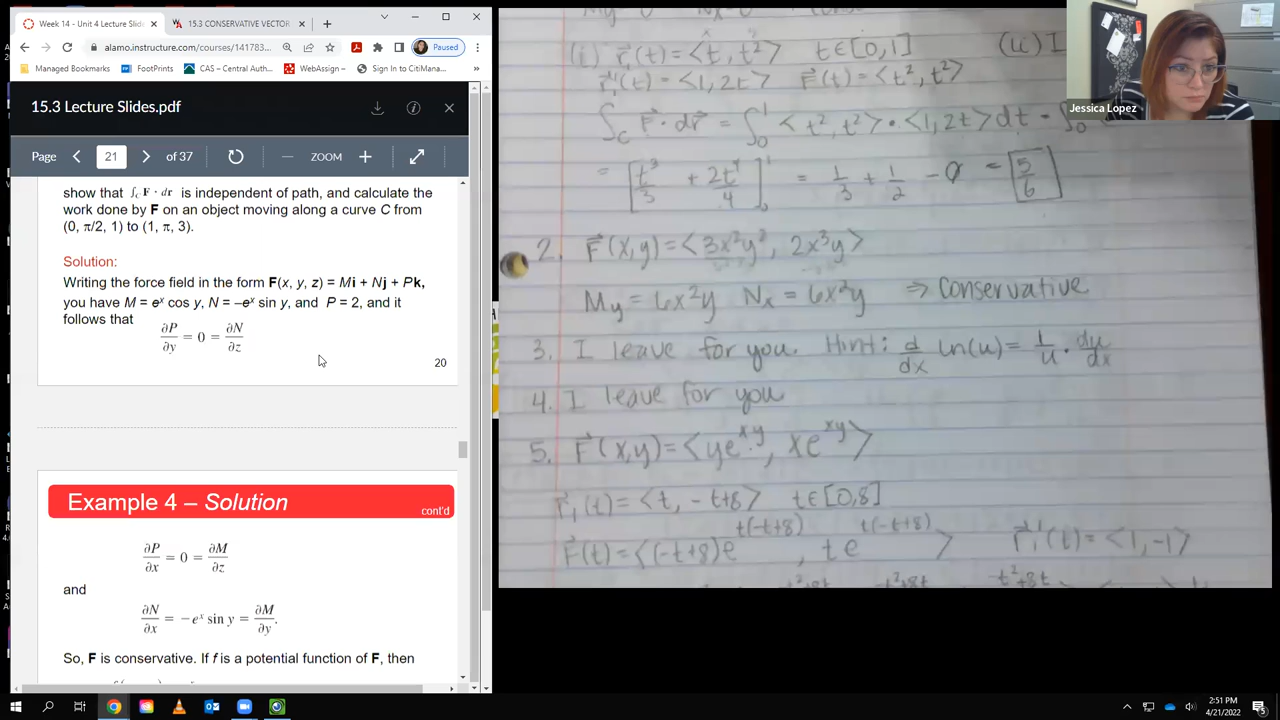 Week 14 - Unit 4 Lecture Slid
15.3 CONSERVATIVE VECTOR
alamo.instructure.com/courses/141783...
Paused
Managed Bookmarks
FootPrints
CAS – Central Auth...
WebAssign -
Sign In to CitiMana...
15.3 Lecture Slides.pdf
Page 21 of 37 ZOOM
show that ∫C F · dr is independent of path, and calculate the
work done by F on an object moving along a curve C from
(0, π/2, 1) to (1, π, 3).
Solution:
Writing the force field in the form F(x, y, z) = Mi + Nj + Pk,
you have M = e^x cos y, N = –e^x sin y, and P = 2, and it
follows that
∂P/∂y = 0 = ∂N/∂z
20
Example 4 – Solution
cont'd
∂P/∂x = 0 = ∂M/∂z
and
∂N/∂x = −e^x sin y = ∂M/∂y.
So, F is conservative. If f is a potential function of F, then
(i) r₁(t) = <t, t²> t∈[0,1]
r₁'(t) = <1, 2t> F(t) = <t², t²>
∫C F · dr = ∫₀¹ <t², t²> • <1, 2t> dt = ∫₀
= [t³/3 + 2t⁴/4]₀¹ = 1/3 + 1/2 − 0 = 5/6
2. F(x,y) = <3x²y², 2x³y>
My = 6x²y Nx = 6x²y ⇒ Conservative
3. I leave for you. Hint: d/dx ln(u) = 1/u · du/dx
4. I leave for you
5. F(x,y) = <ye^xy, xe^xy>
r₁(t) = <t, -t+8> t∈[0,8]
F(t) = <(-t+8)e^t(-t+8), te^t(-t+8)> r₁'(t) = <1, -1>
Jessica Lopez
2:51 PM
4/21/2022